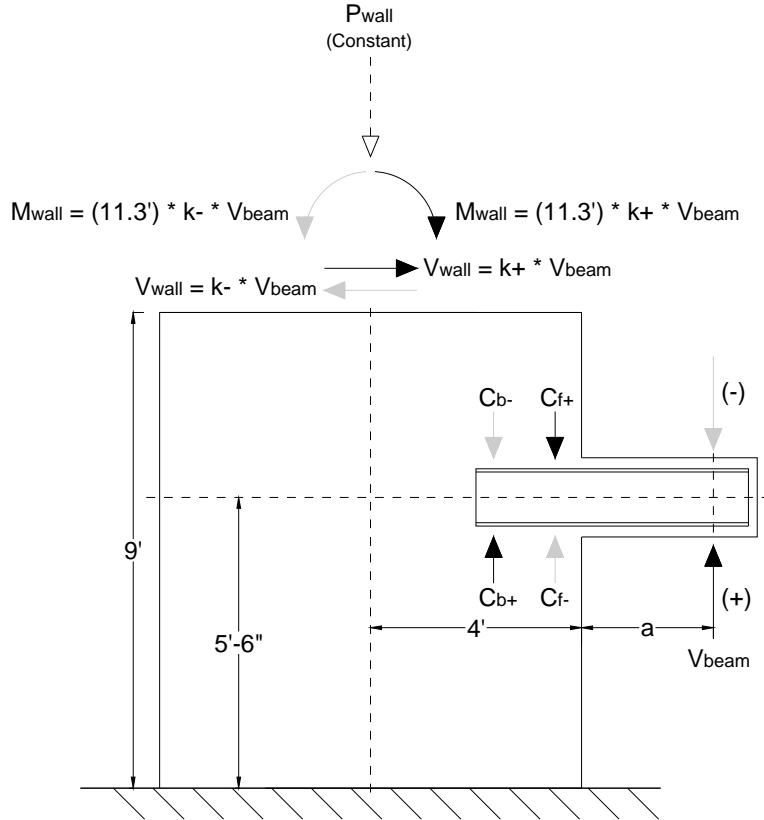 Pwall
(Constant)
Mwall = (11.3') * k- * Vbeam
Mwall = (11.3') * k+ * Vbeam
Vwall = k+ * Vbeam
Vwall = k- * Vbeam
Cb-
Cf+
(-)
9'
5'-6"
Cb+
Cf-
(+)
4'
a
Vbeam